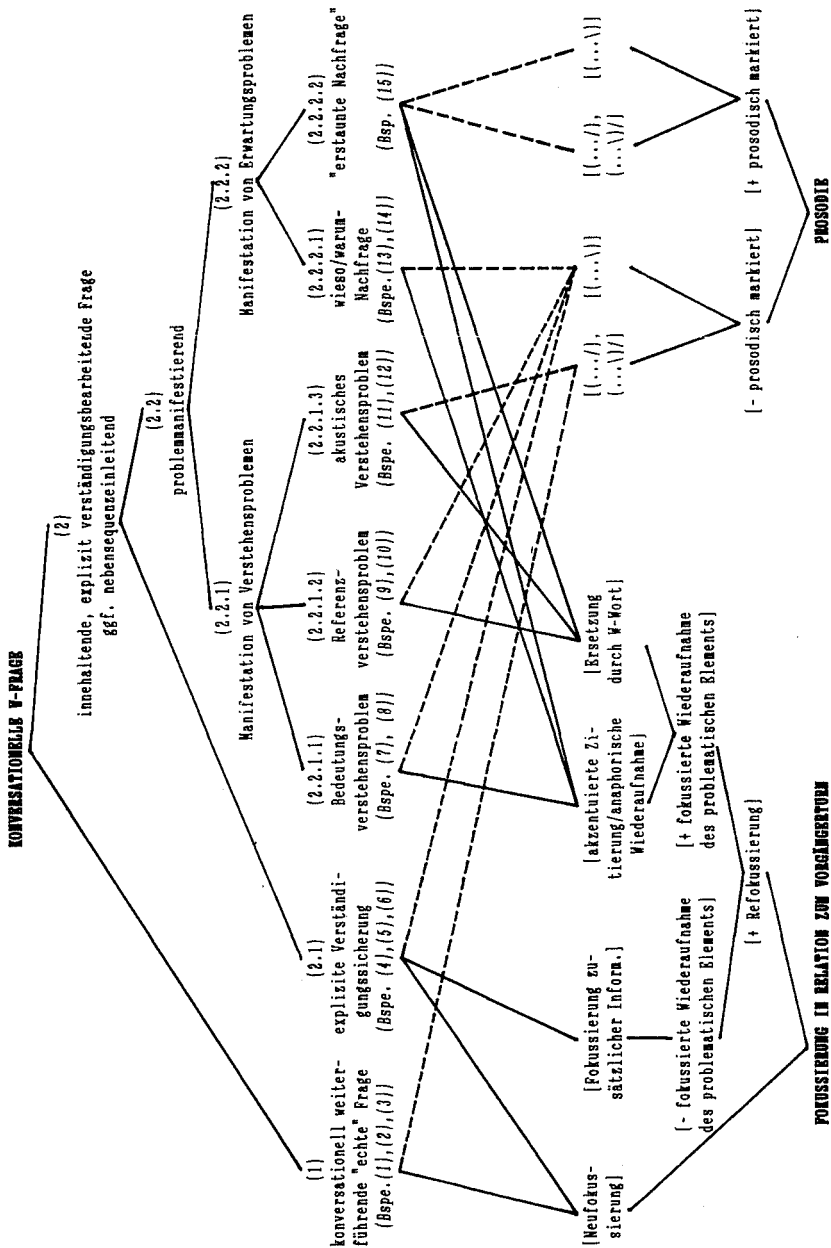 KONVERSATIONELLE W-FRAGE
(2)
innehaltende, explizit verständigungsbearbeitende Frage
ggf. nebensequenzeinleitend
(2.2)
problemmanifestierend
(2.2.1)
Manifestation von Verstehensproblemen
(2.2.2)
Manifestation von Erwartungsproblemen
(1)
konversationell weiter-
führende "echte" Frage
(Bspe.(1),(2),(3))
(2.1)
explizite Verständi-
gungssicherung
(Bspe. (4),(5),(6))
(2.2.1.1)
Bedeutungs-
verstehensproblem
(Bspe. (7), (8))
(2.2.1.2)
Referenz-
verstehensproblem
(Bspe. (9),(10))
(2.2.1.3)
akustisches
Verstehensproblem
(Bspe. (11),(12))
(2.2.2.1)
wieso/warum-
Nachfrage
(Bspe.(13),(14))
(2.2.2.2)
"erstaunte Nachfrage"
(Bsp. (15))
[Neufokus-
sierung]
[Fokussierung zu-
sätzlicher Inform.]
[akzentuierte Zi-
tierung/anaphorische
Wiederaufnahme]
[Ersetzung
durch W-Wort]
[(.../),
(...\)/]
[(...\)]
[(.../),
(...\)/]
[(...\)]
[- fokussierte Wiederaufnahme
des problematischen Elements]
[+ fokussierte Wiederaufnahme
des problematischen Elements]
[+ Refokussierung]
[- prosodisch markiert]
[+ prosodisch markiert]
FOKUSSIERUNG IN RELATION ZUM VORGÄNGERTURN
PROSODIE